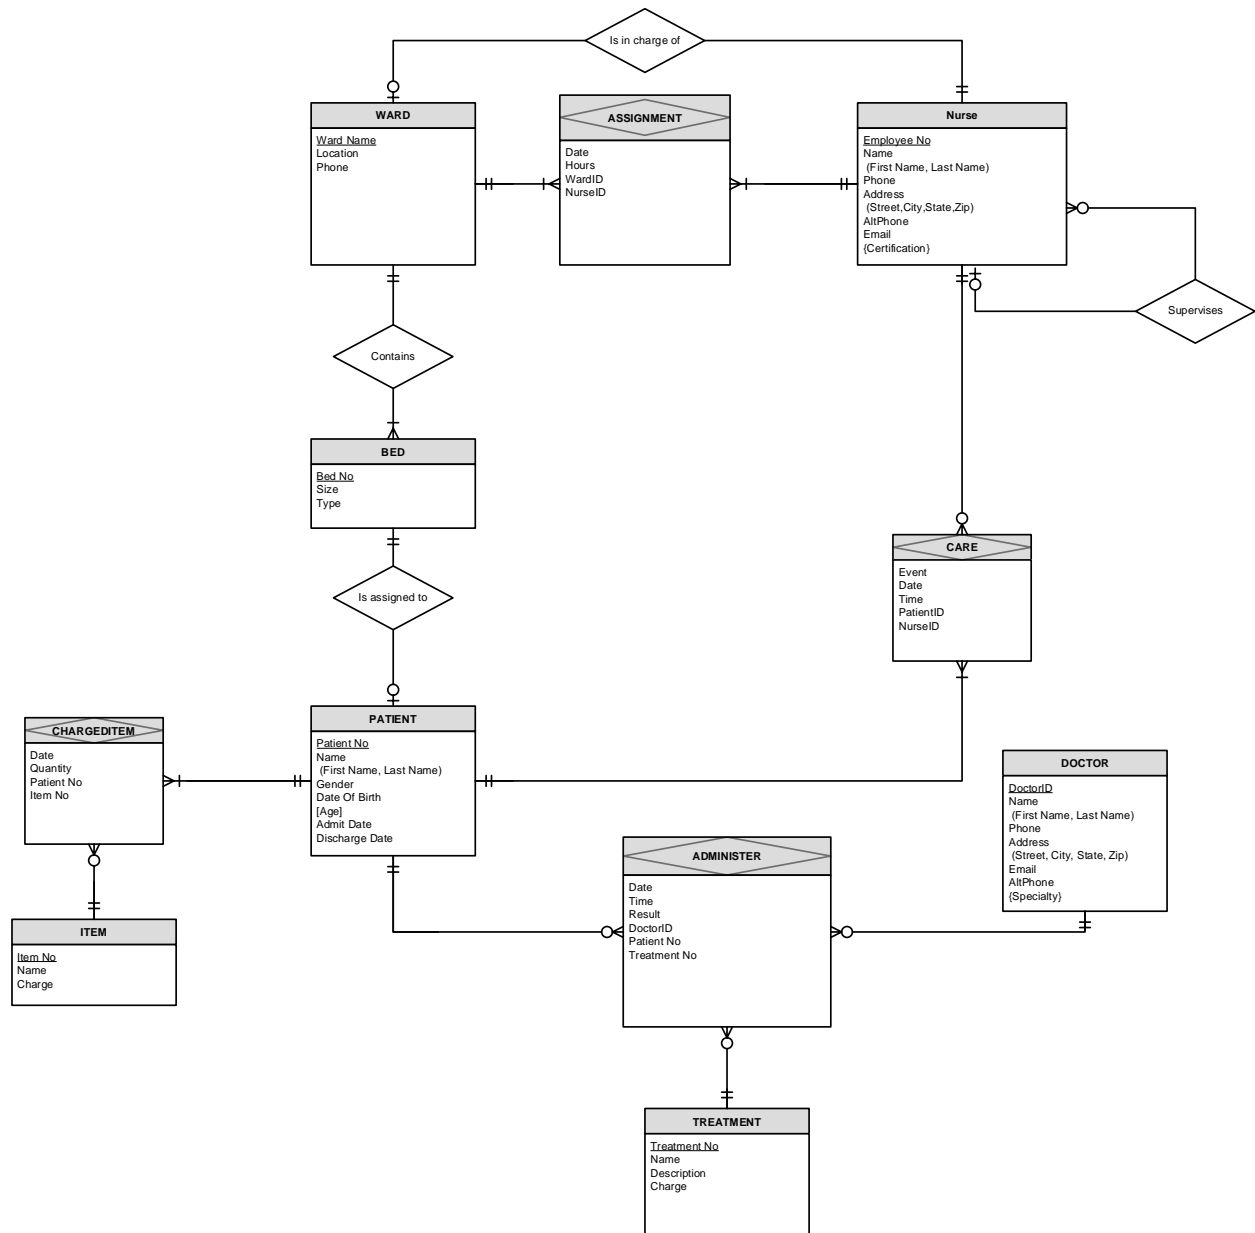 Is in charge of
WARD
Ward Name
Location
Phone
ASSIGNMENT
Date
Hours
WardID
NurseID
Nurse
Employee No
Name
(First Name, Last Name)
Phone
Address
(Street,City,State,Zip)
AltPhone
Email
{Certification}
Supervises
Contains
BED
Bed No
Size
Type
Is assigned to
CARE
Event
Date
Time
PatientID
NurseID
CHARGEDITEM
Date
Quantity
Patient No
Item No
PATIENT
Patient No
Name
(First Name, Last Name)
Gender
Date Of Birth
[Age]
Admit Date
Discharge Date
DOCTOR
DoctorID
Name
(First Name, Last Name)
Phone
Address
(Street, City, State, Zip)
Email
AltPhone
{Specialty}
ADMINISTER
Date
Time
Result
DoctorID
Patient No
Treatment No
ITEM
Item No
Name
Charge
TREATMENT
Treatment No
Name
Description
Charge